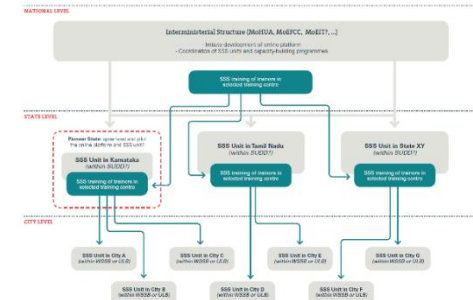 NATIONAL LEVEL
Interministerial Structure (MoHUA, MoEFCC, MoEIT?, ...)
- Initiate development of online platform
- Coordination of SSS units and capacity-building programmes
SSS training of trainers in
selected training centre
STATE LEVEL
Pioneer State: spearhead and pilot
the online platform and SSS unit?
SSS Unit in Karnataka
(within SUDD?)
SSS training of trainers in
selected training centre
SSS Unit in Tamil Nadu
(within SUDD?)
SSS training of trainers in
selected training centre
SSS Unit in State XY
(within SUDD?)
SSS training of trainers in
selected training centre
CITY LEVEL
SSS Unit in City A
(within WSSB or ULB)
SSS Unit in City C
(within WSSB or ULB)
SSS Unit in City E
(within WSSB or ULB)
SSS Unit in City G
(within WSSB or ULB)
SSS Unit in City B
(within WSSB or ULB)
SSS Unit in City D
(within WSSB or ULB)
SSS Unit in City F
(within WSSB or ULB)